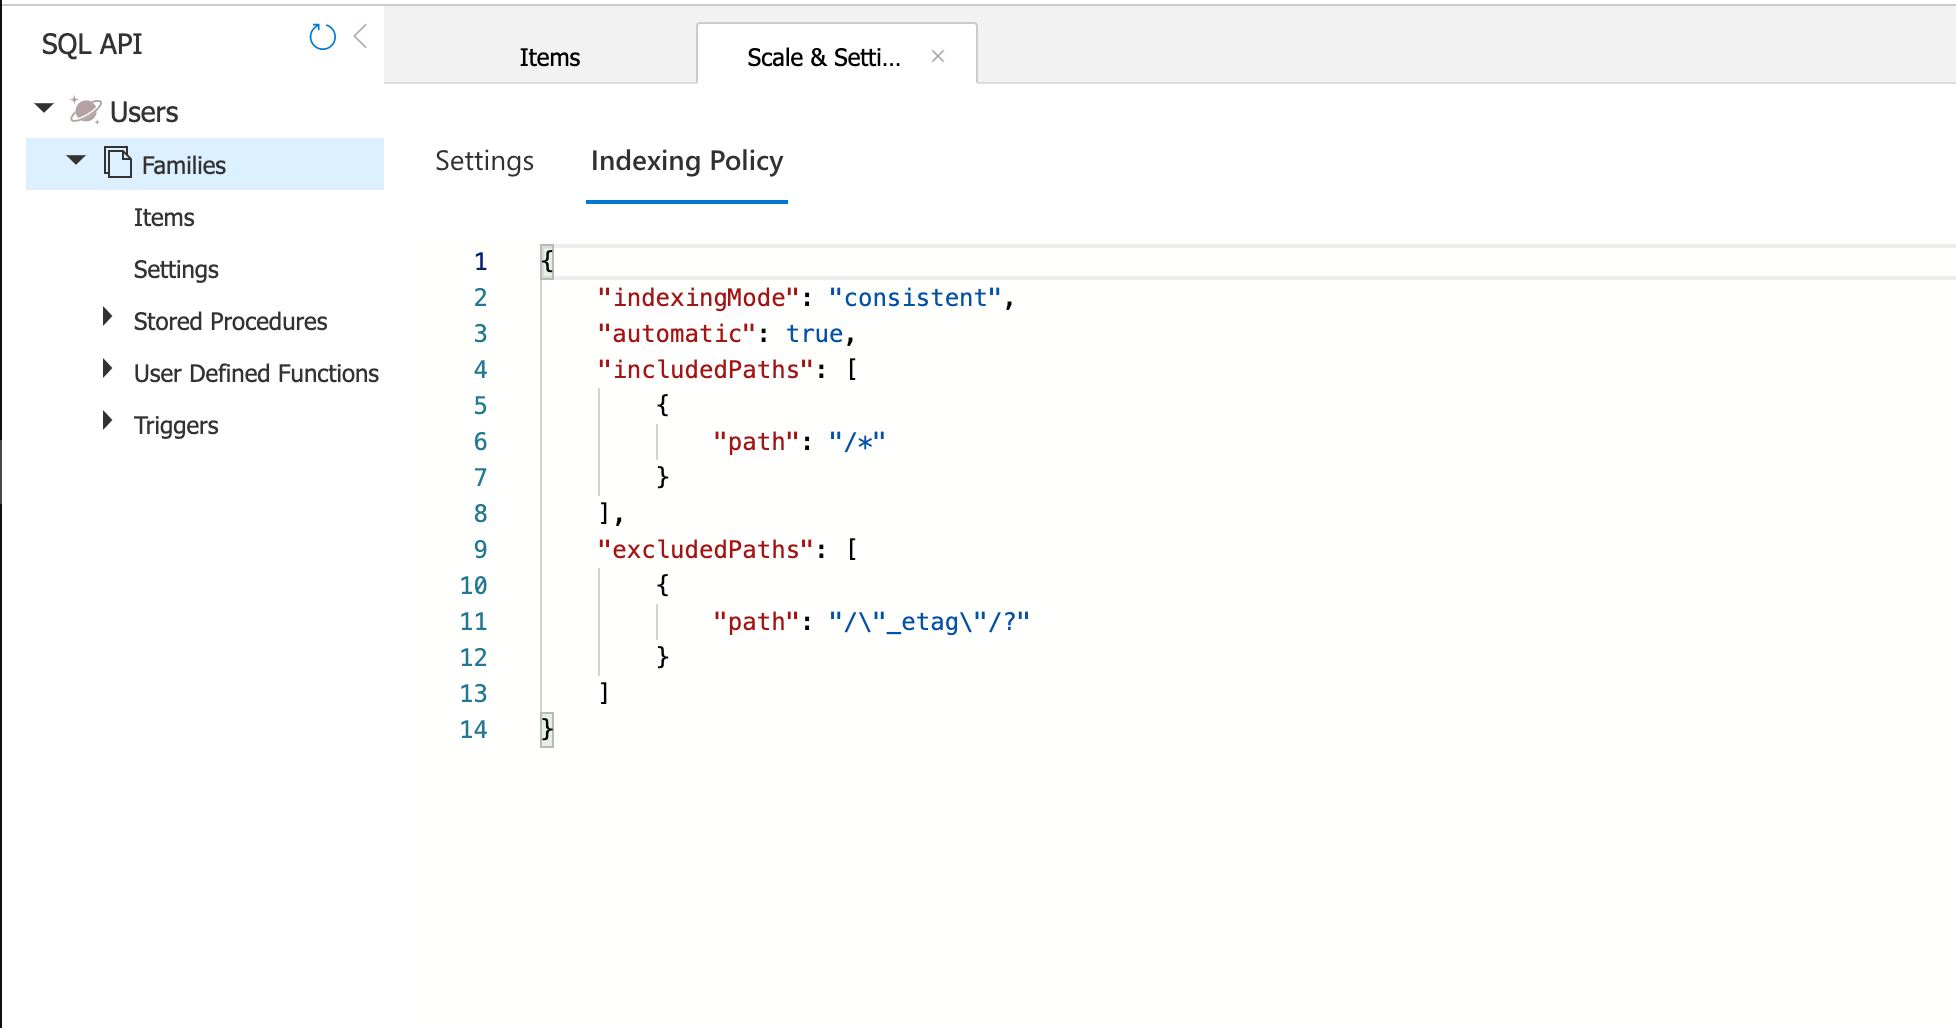 SQL API
Users
Families
Items
Settings
Stored Procedures
User Defined Functions
Triggers
Items
Scale & Setti...
Settings
Indexing Policy
1 {
2 "indexingMode": "consistent",
3 "automatic": true,
4 "includedPaths": [
5 {
6 "path": "/*"
7 }
8 ],
9 "excludedPaths": [
10 {
11 "path": "/\"_etag\"/?"
12 }
13 ]
14 }